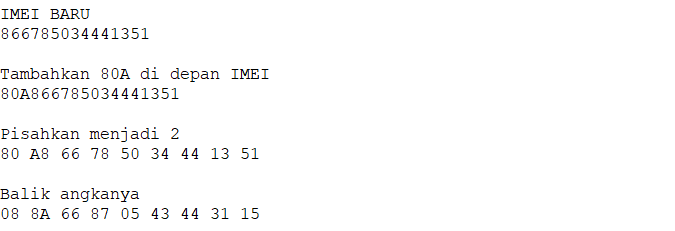 IMEI BARU
866785034441351
Tambahkan 80A di depan IMEI
80A866785034441351
Pisahkan menjadi 2
80 A8 66 78 50 34 44 13 51
Balik angkanya
08 8A 66 87 05 43 44 31 15